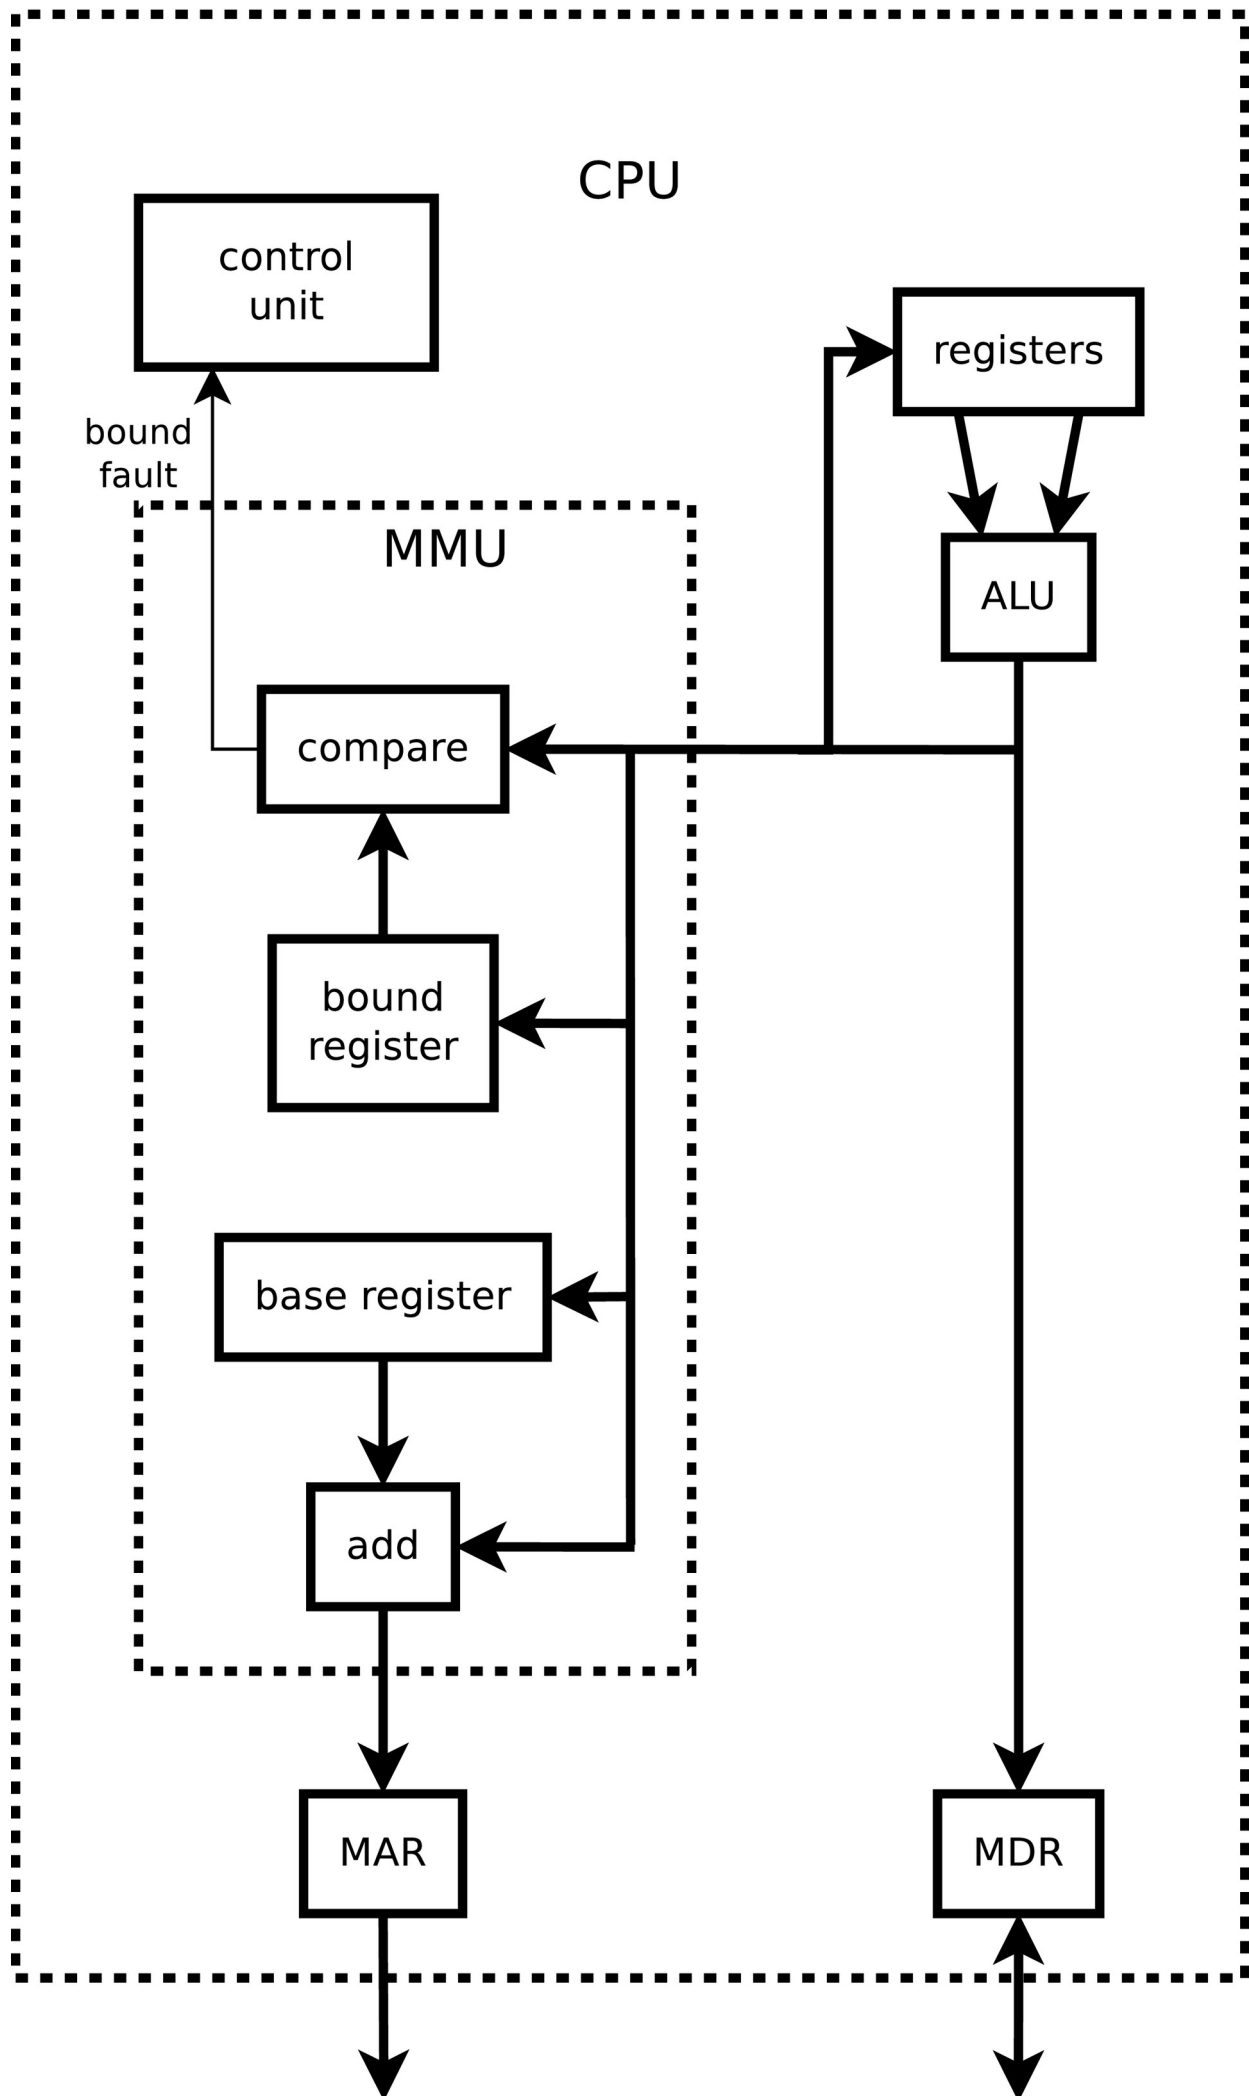 CPU
control
unit
registers
bound
fault
MMU
ALU
compare
bound
register
base register
add
MAR
MDR